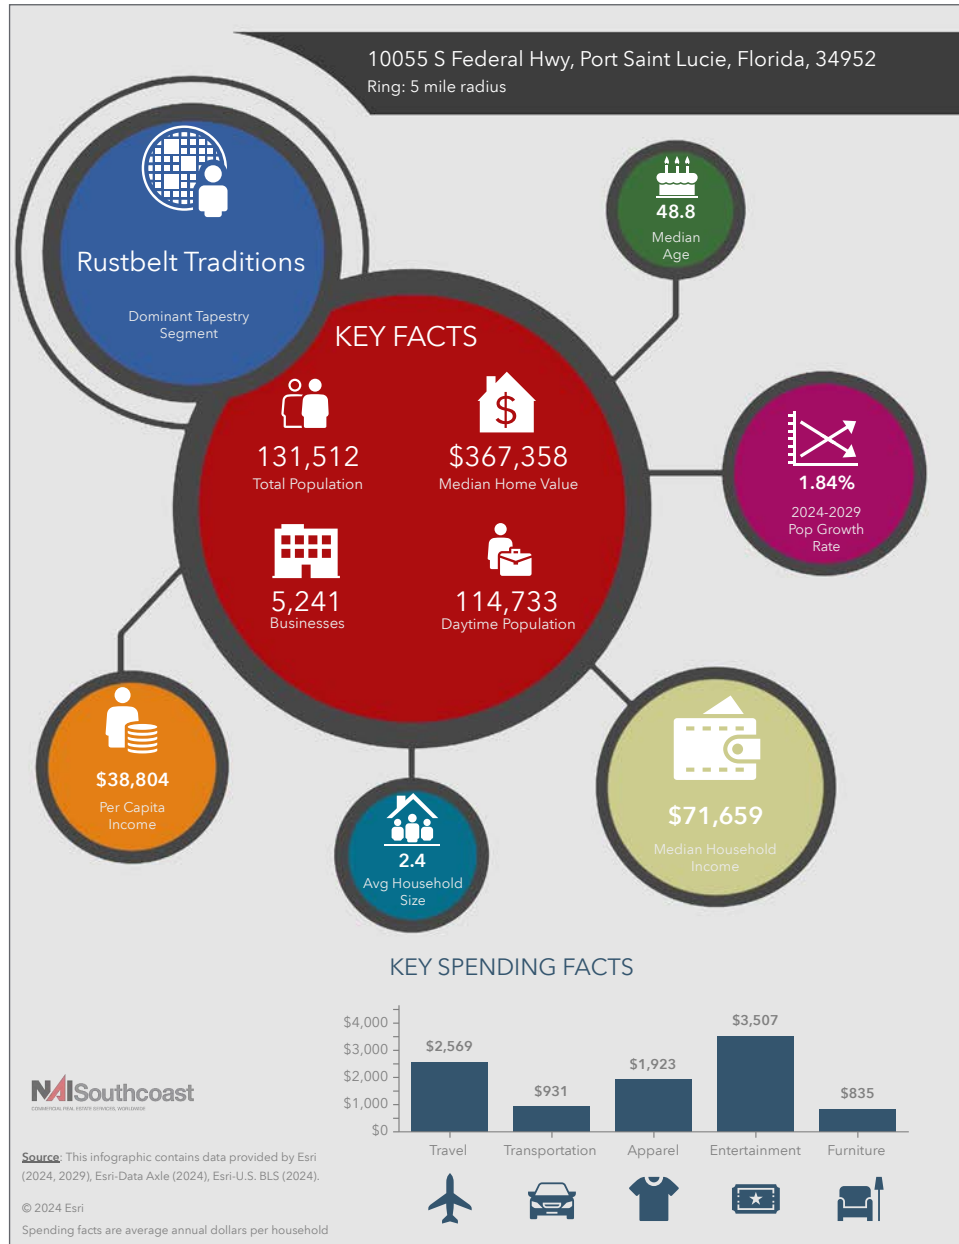 10055 S Federal Hwy, Port Saint Lucie, Florida, 34952
Ring: 5 mile radius
Rustbelt Traditions
Dominant Tapestry
Segment
48.8
Median
Age
KEY FACTS
$
131,512
Total Population
$367,358
Median Home Value
5,241
Businesses
114,733
Daytime Population
1.84%
2024-2029
Pop Growth
Rate
$38,804
Per Capita
Income
2.4
Avg Household
Size
$71,659
Median Household
Income
KEY SPENDING FACTS
$4,000
$3,000
$2,000
$1,000
$0
$2,569
$931
$1,923
$3,507
$835
Travel
Transportation
Apparel
Entertainment
Furniture
NAISouthcoast
COMMERCIAL REAL ESTATE SERVICES, WORLDWIDE
Source: This infographic contains data provided by Esri
(2024, 2029), Esri-Data Axle (2024), Esri-U.S. BLS (2024).
© 2024 Esri
Spending facts are average annual dollars per household